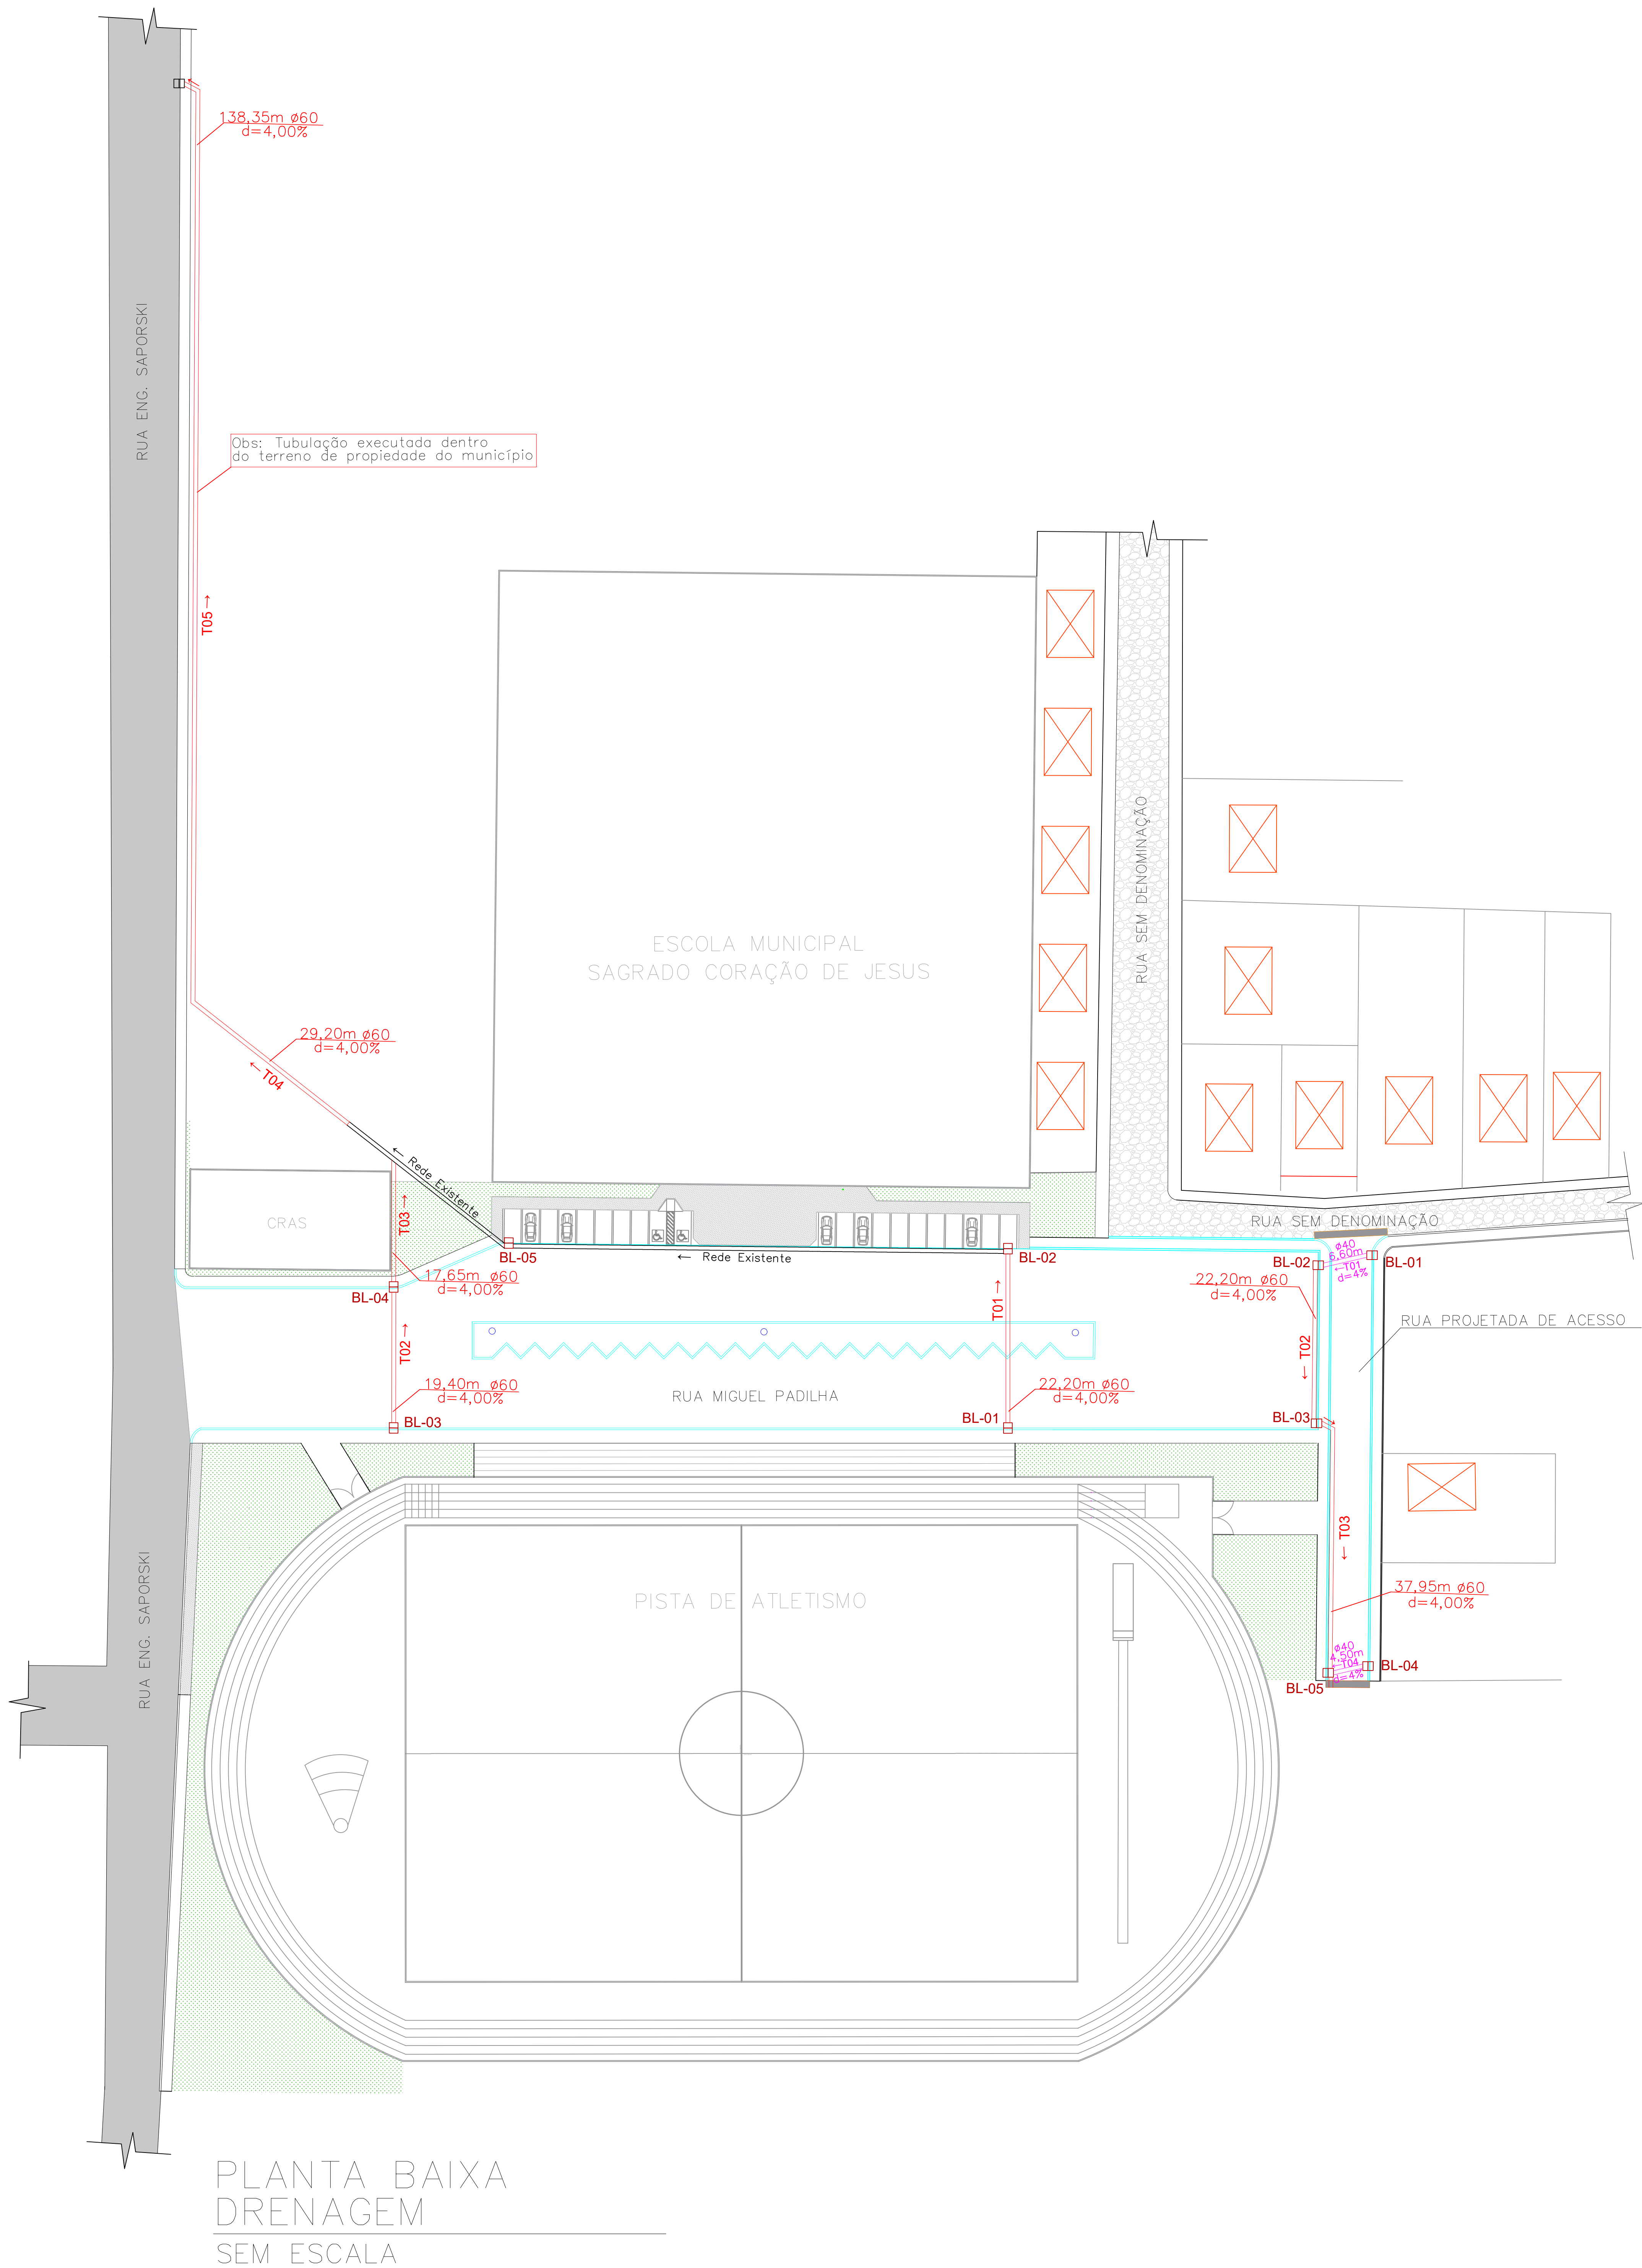 138,35m ø60
d=4,00%
RUA ENG. SAPORSKI
Obs: Tubulação executada dentro
do terreno de propiedade do município
T05→
ESCOLA MUNICIPAL
SAGRADO CORAÇÃO DE JESUS
RUA SEM DENOMINAÇÃO
29,20m ø60
d=4,00%
← T04
← Rede Existente
CRAS
T03→
BL-05
← Rede Existente
BL-02
RUA SEM DENOMINAÇÃO
ø40
6,60m
←T01
d=4%
BL-02
BL-01
17,65m ø60
d=4,00%
BL-04
T01→
22,20m ø60
d=4,00%
RUA PROJETADA DE ACESSO
T02→
← T02
19,40m ø60
d=4,00%
RUA MIGUEL PADILHA
22,20m ø60
d=4,00%
BL-03
BL-01
BL-03
← T03
RUA ENG. SAPORSKI
PISTA DE ATLETISMO
37,95m ø60
d=4,00%
ø40
4,50m
←T04
d=4%
BL-04
BL-05
PLANTA BAIXA
DRENAGEM
SEM ESCALA